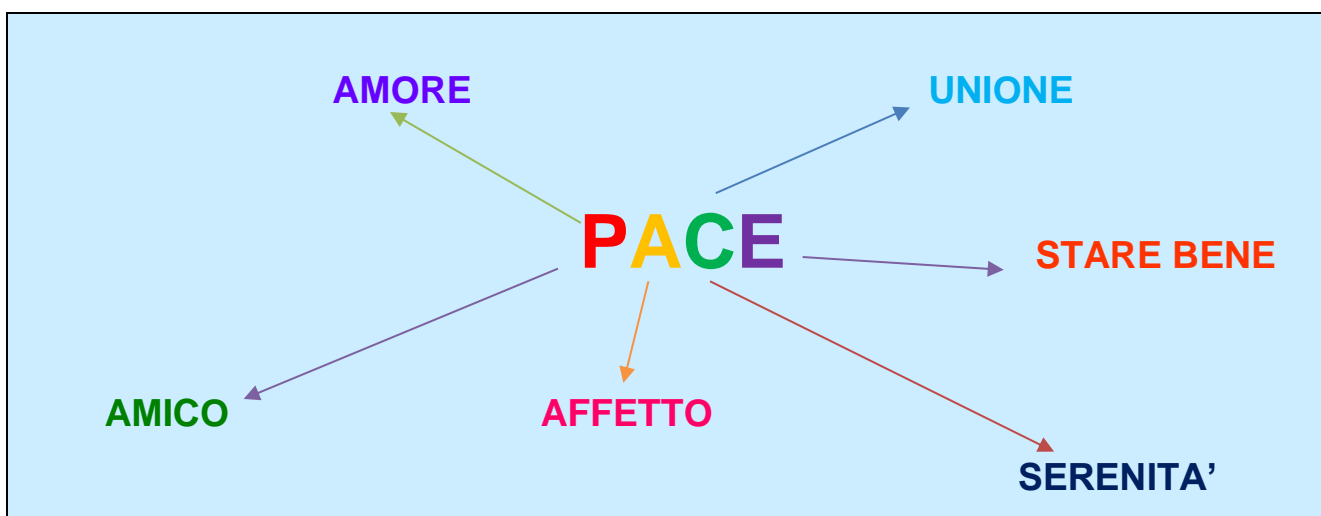 AMORE
UNIONE
PACE
STARE BENE
AMICO
AFFETTO
SERENITA’